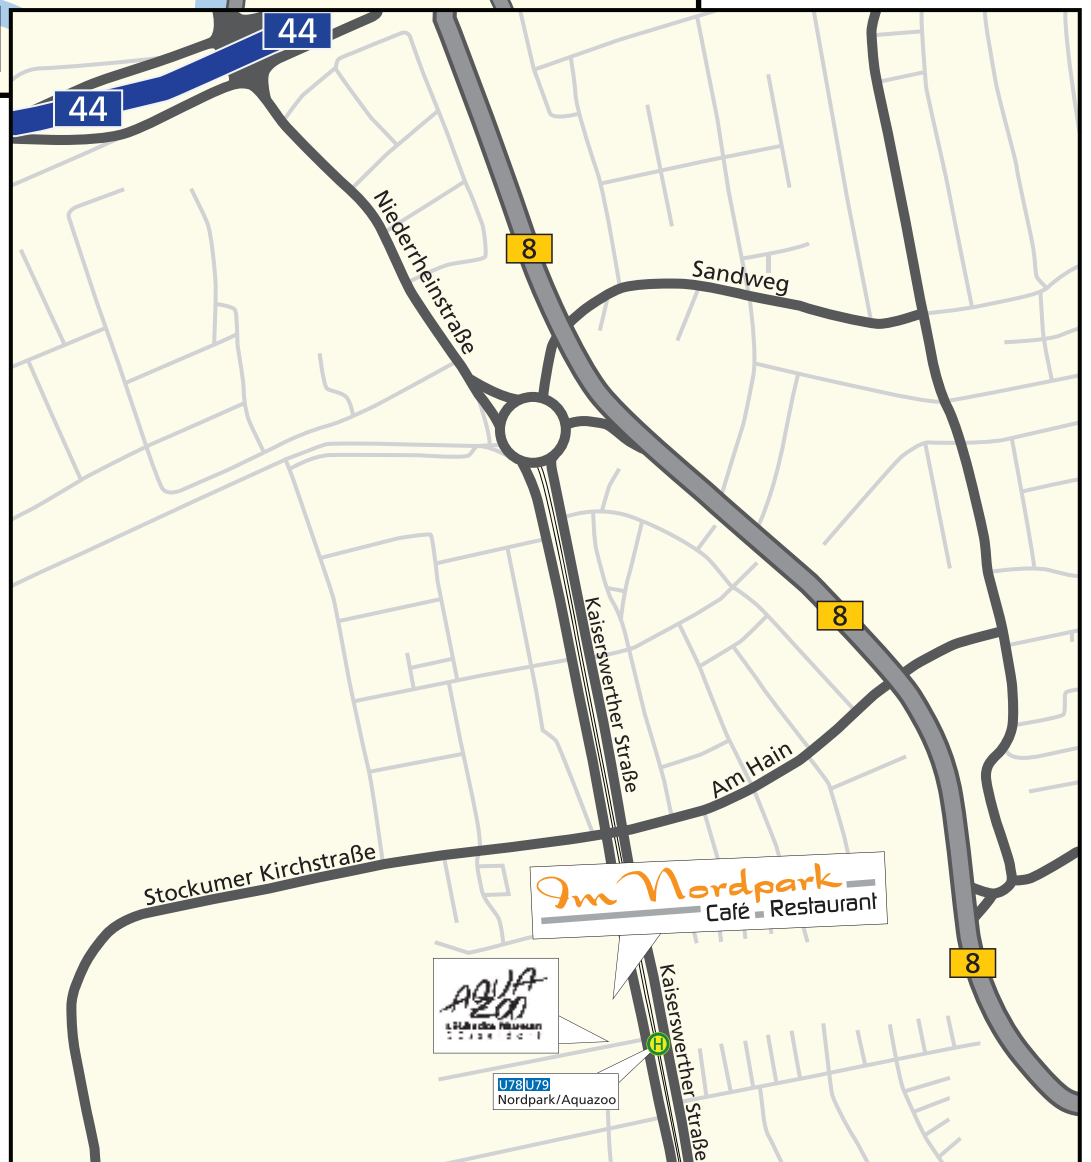 44
44
Niederrheinstraße
8
Sandweg
Kaiserswerther Straße
8
Am Hain
Stockumer Kirchstraße
Im Nordpark
Café Restaurant
8
AQUA
ZOO
Kaiserswerther Straße
H
U78 U79
Nordpark/Aquazoo